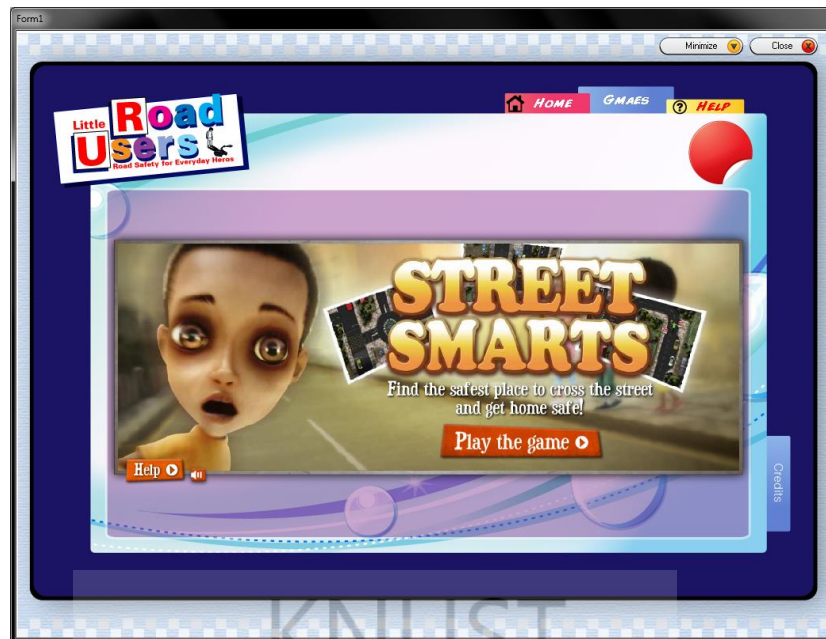 Form1
Minimize
Close
Little Road
Users
Road Safety for Everyday Heros
Home
Gmaes
Help
STREET
SMARTS
Find the safest place to cross the street
and get home safe!
Play the game
Help
Credits
KNUST